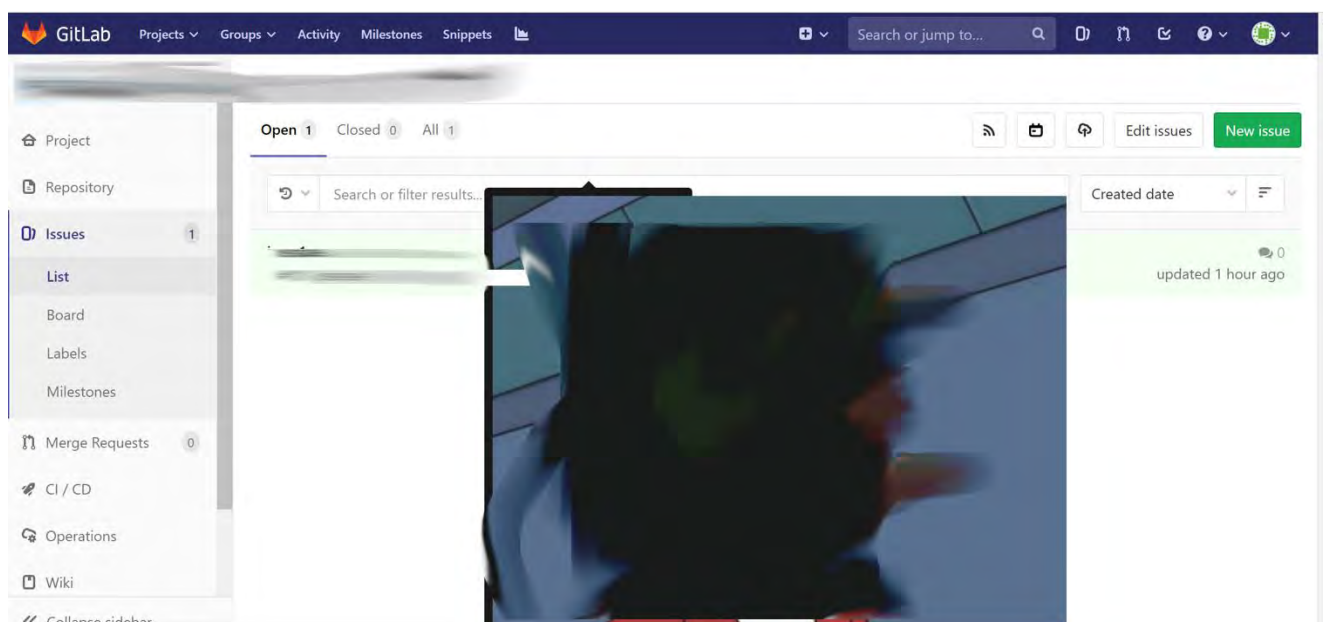 GitLab Projects Groups Activity Milestones Snippets Search or jump to...
Open 1 Closed 0 All 1 Edit issues New issue
Project
Repository
Search or filter results... Created date
Issues 1
0
List
updated 1 hour ago
Board
Labels
Milestones
Merge Requests 0
CI / CD
Operations
Wiki
Collapse sidebar